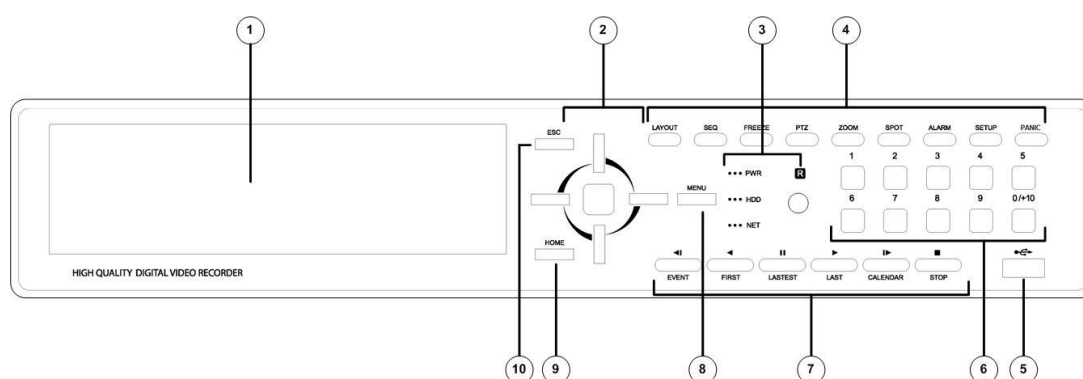 1 2 3 4
LAYOUT SEQ FREEZE PTZ ZOOM SPOT ALARM SETUP PANIC
ESC
1 2 3 4 5
PWR R
MENU
HDD
6 7 8 9 0/+10
NET
HOME
EVENT FIRST LASTEST LAST CALENDAR STOP
HIGH QUALITY DIGITAL VIDEO RECORDER
10 9 8 7 6 5